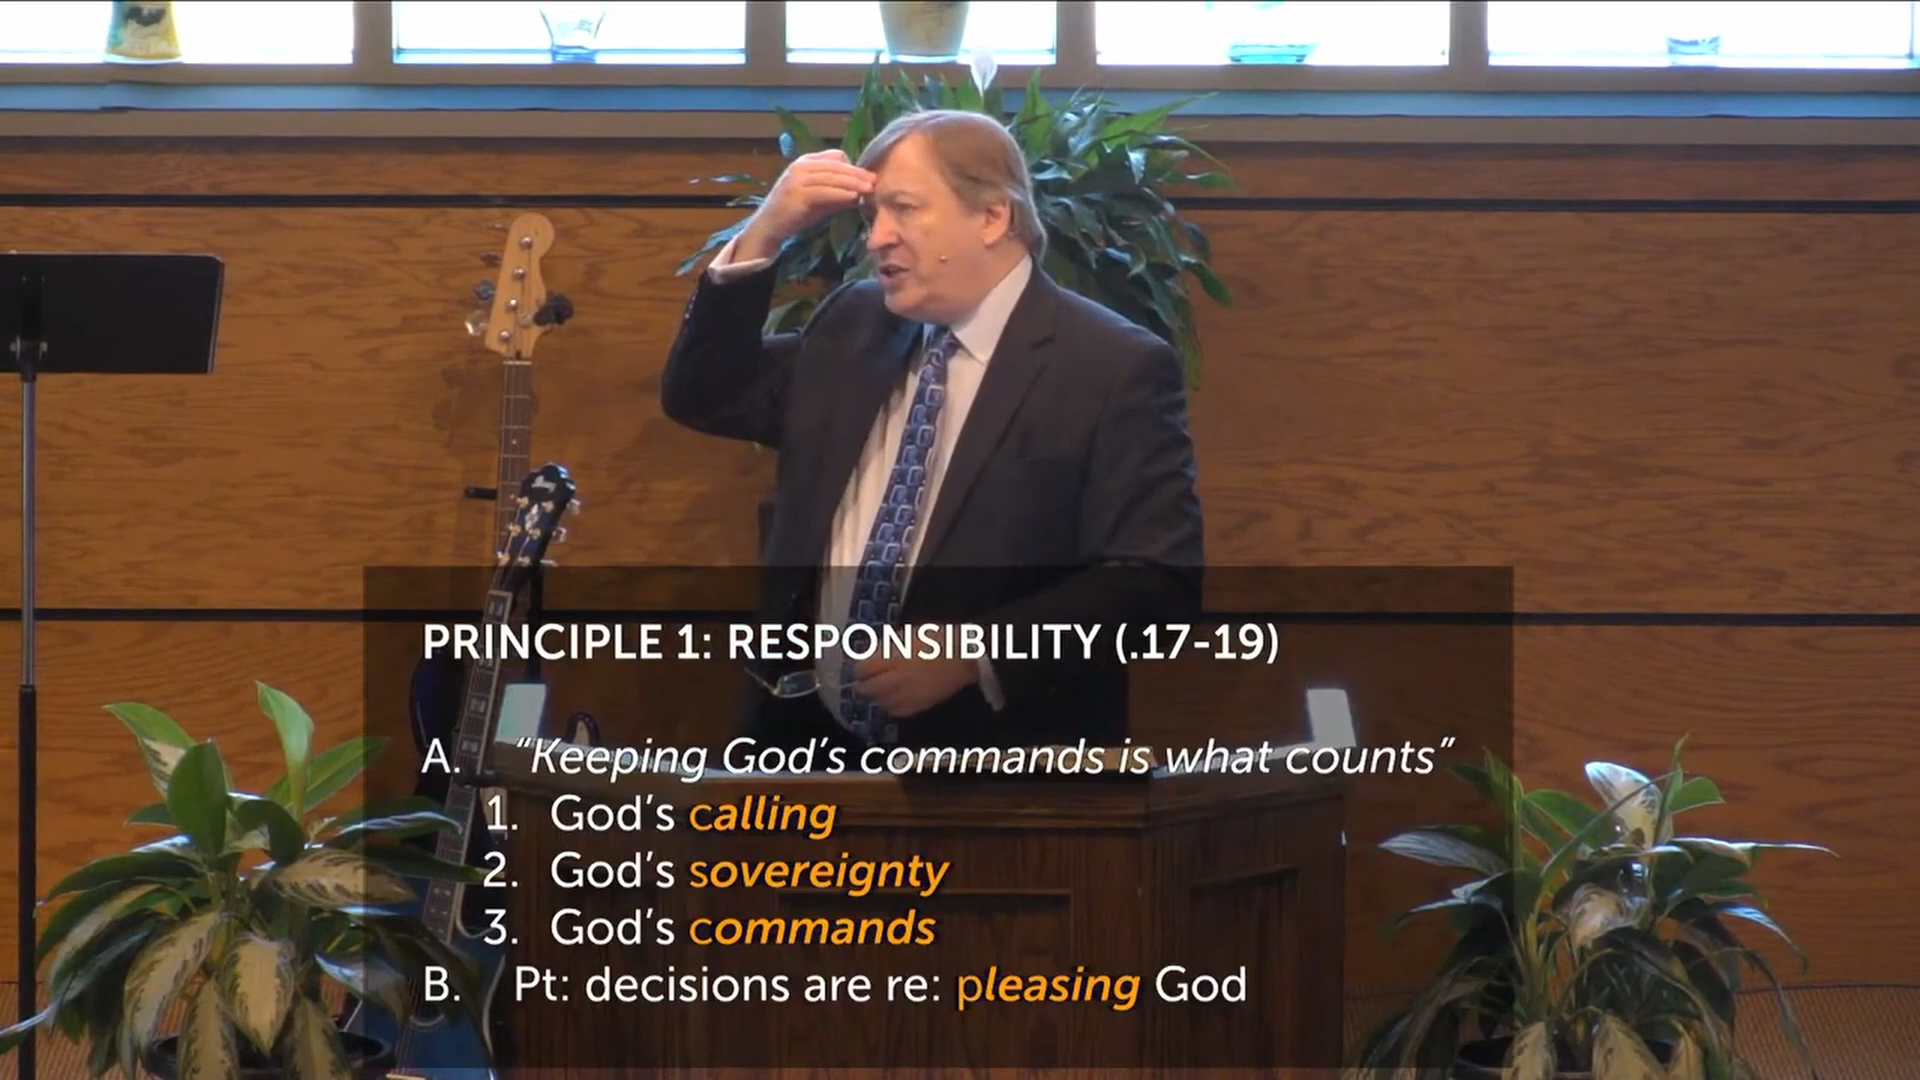 PRINCIPLE 1: RESPONSIBILITY (.17-19)
A. “Keeping God’s commands is what counts”
1. God’s calling
2. God’s sovereignty
3. God’s commands
B. Pt: decisions are re: pleasing God